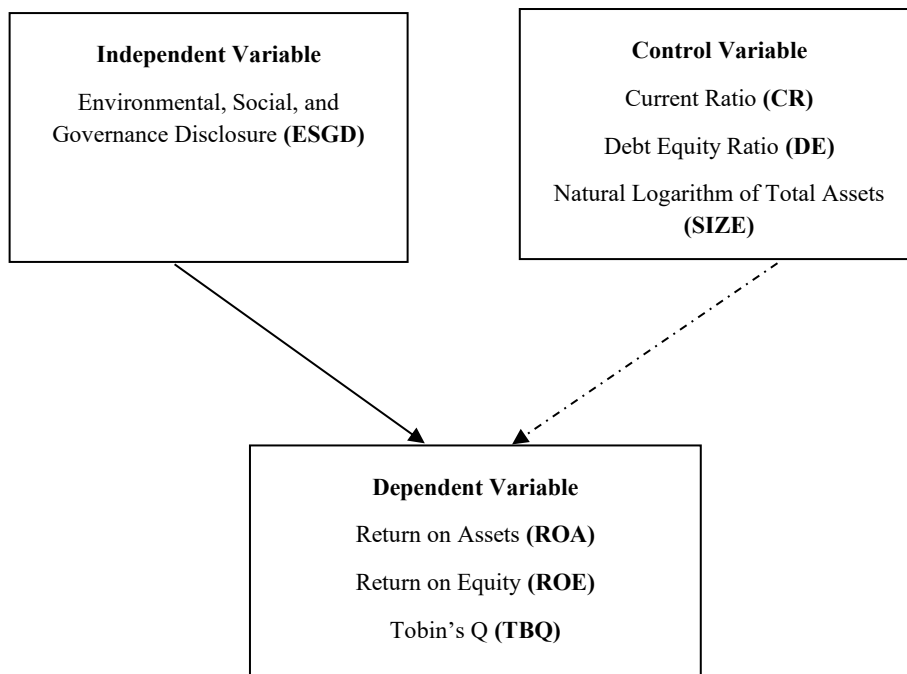 Independent Variable
Environmental, Social, and
Governance Disclosure (ESGD)
Control Variable
Current Ratio (CR)
Debt Equity Ratio (DE)
Natural Logarithm of Total Assets
(SIZE)
Dependent Variable
Return on Assets (ROA)
Return on Equity (ROE)
Tobin’s Q (TBQ)